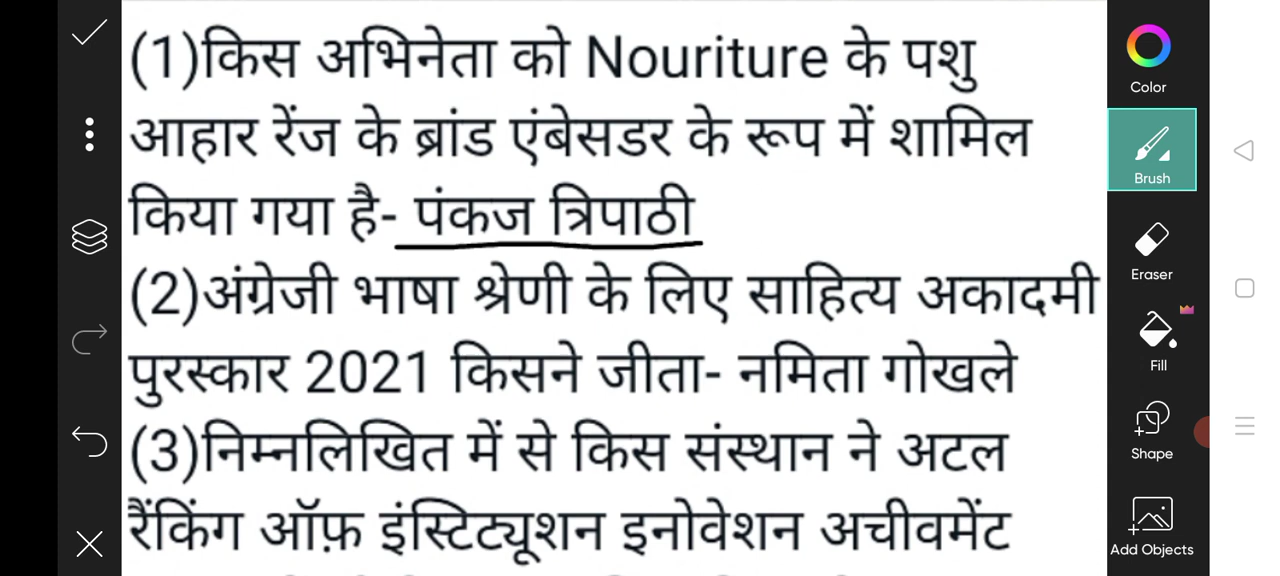 (1)किस अभिनेता को Nouriture के पशु
आहार रेंज के ब्रांड एंबेसडर के रूप में शामिल
किया गया है- पंकज त्रिपाठी
(2)अंग्रेजी भाषा श्रेणी के लिए साहित्य अकादमी
पुरस्कार 2021 किसने जीता- नमिता गोखले
(3)निम्नलिखित में से किस संस्थान ने अटल
रैंकिंग ऑफ़ इंस्टिट्यूशन इनोवेशन अचीवमेंट
Color
Brush
Eraser
Fill
Shape
Add Objects